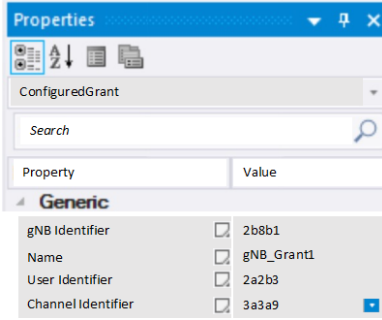 Properties
ConfiguredGrant
Search
Property Value
Generic
gNB Identifier 2b8b1
Name gNB_Grant1
User Identifier 2a2b3
Channel Identifier 3a3a9